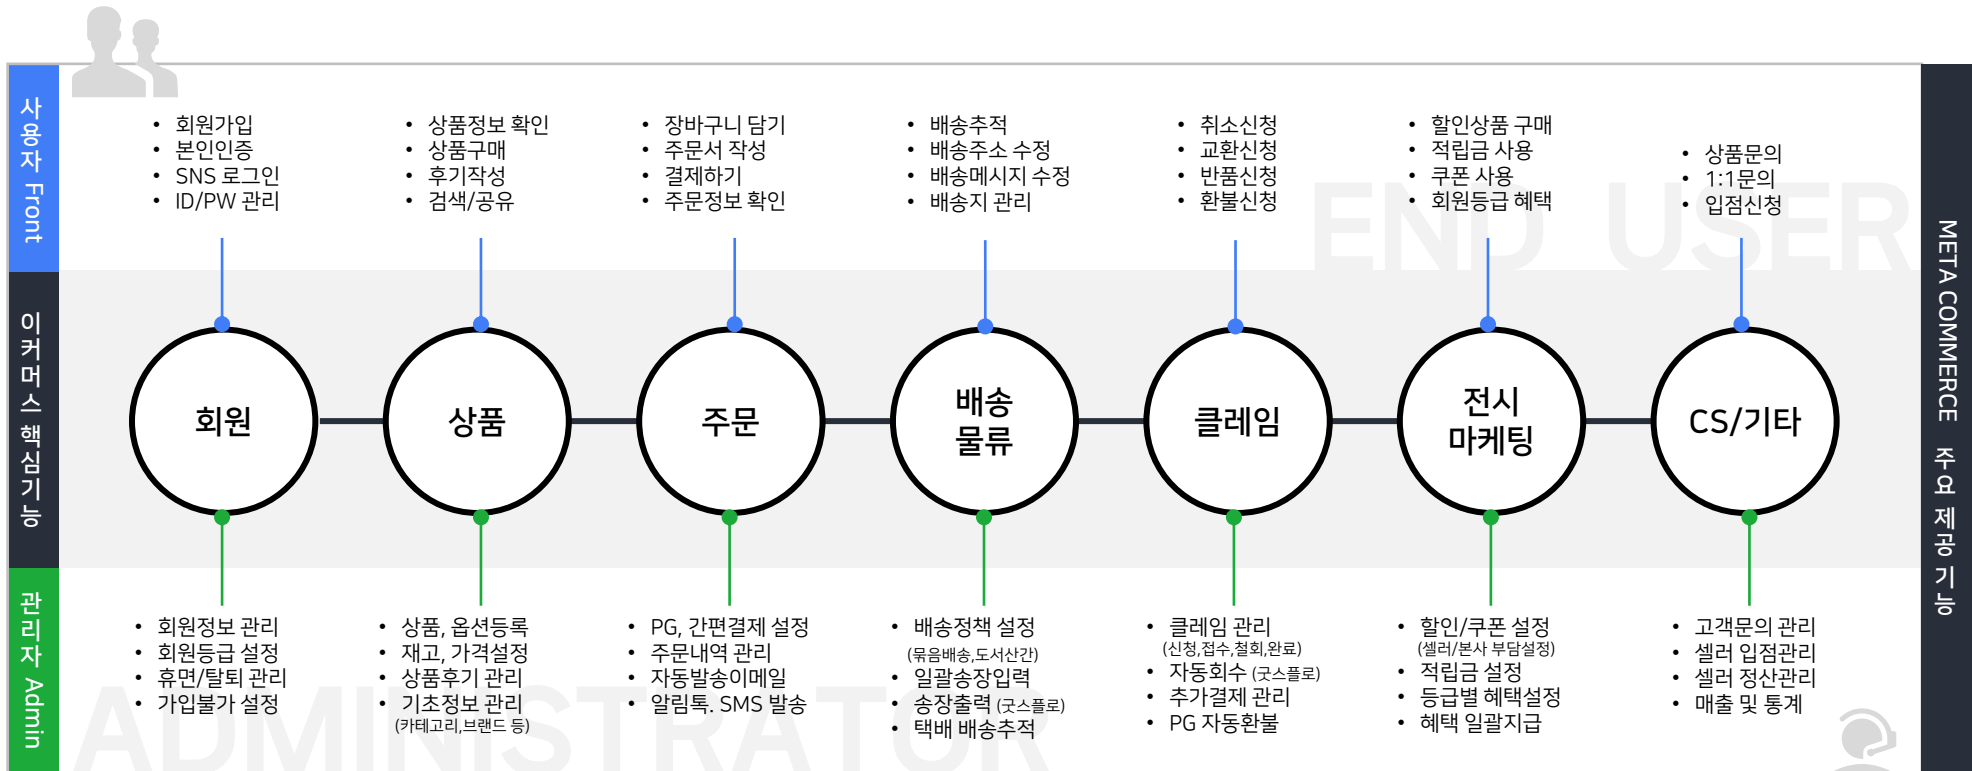 사용자 Front
• 회원가입
• 본인인증
• SNS 로그인
• ID/PW 관리
• 상품정보 확인
• 상품구매
• 후기작성
• 검색/공유
• 장바구니 담기
• 주문서 작성
• 결제하기
• 주문정보 확인
• 배송추적
• 배송주소 수정
• 배송메시지 수정
• 배송지 관리
• 취소신청
• 교환신청
• 반품신청
• 환불신청
• 할인상품 구매
• 적립금 사용
• 쿠폰 사용
• 회원등급 혜택
• 상품문의
• 1:1문의
• 입점신청
END USER
이커머스 핵심기능
회원
상품
주문
배송
물류
클레임
전시
마케팅
CS/기타
META COMMERCE 주요 제공 기능
관리자 Admin
• 회원정보 관리
• 회원등급 설정
• 휴면/탈퇴 관리
• 가입불가 설정
• 상품, 옵션등록
• 재고, 가격설정
• 상품후기 관리
• 기초정보 관리
(카테고리,브랜드 등)
• PG, 간편결제 설정
• 주문내역 관리
• 자동발송이메일
• 알림톡. SMS 발송
• 배송정책 설정
(묶음배송,도서산간)
• 일괄송장입력
• 송장출력 (굿스플로)
• 택배 배송추적
• 클레임 관리
(신청,접수,철회,완료)
• 자동회수 (굿스플로)
• 추가결제 관리
• PG 자동환불
• 할인/쿠폰 설정
(셀러/본사 부담설정)
• 적립금 설정
• 등급별 혜택설정
• 혜택 일괄지급
• 고객문의 관리
• 셀러 입점관리
• 셀러 정산관리
• 매출 및 통계
ADMINISTRATOR